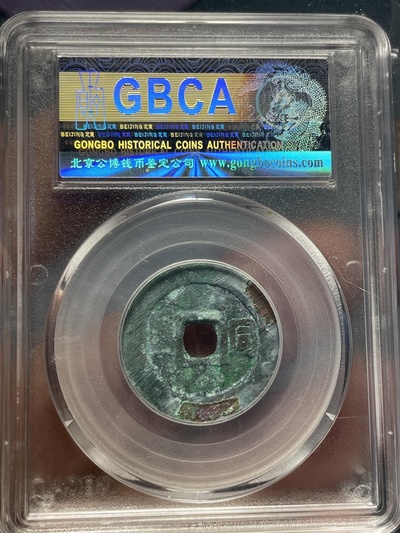 GBCA
GONGBO HISTORICAL COINS AUTHENTICATION
北京公博钱币鉴定公司 www.gongbocoins.com